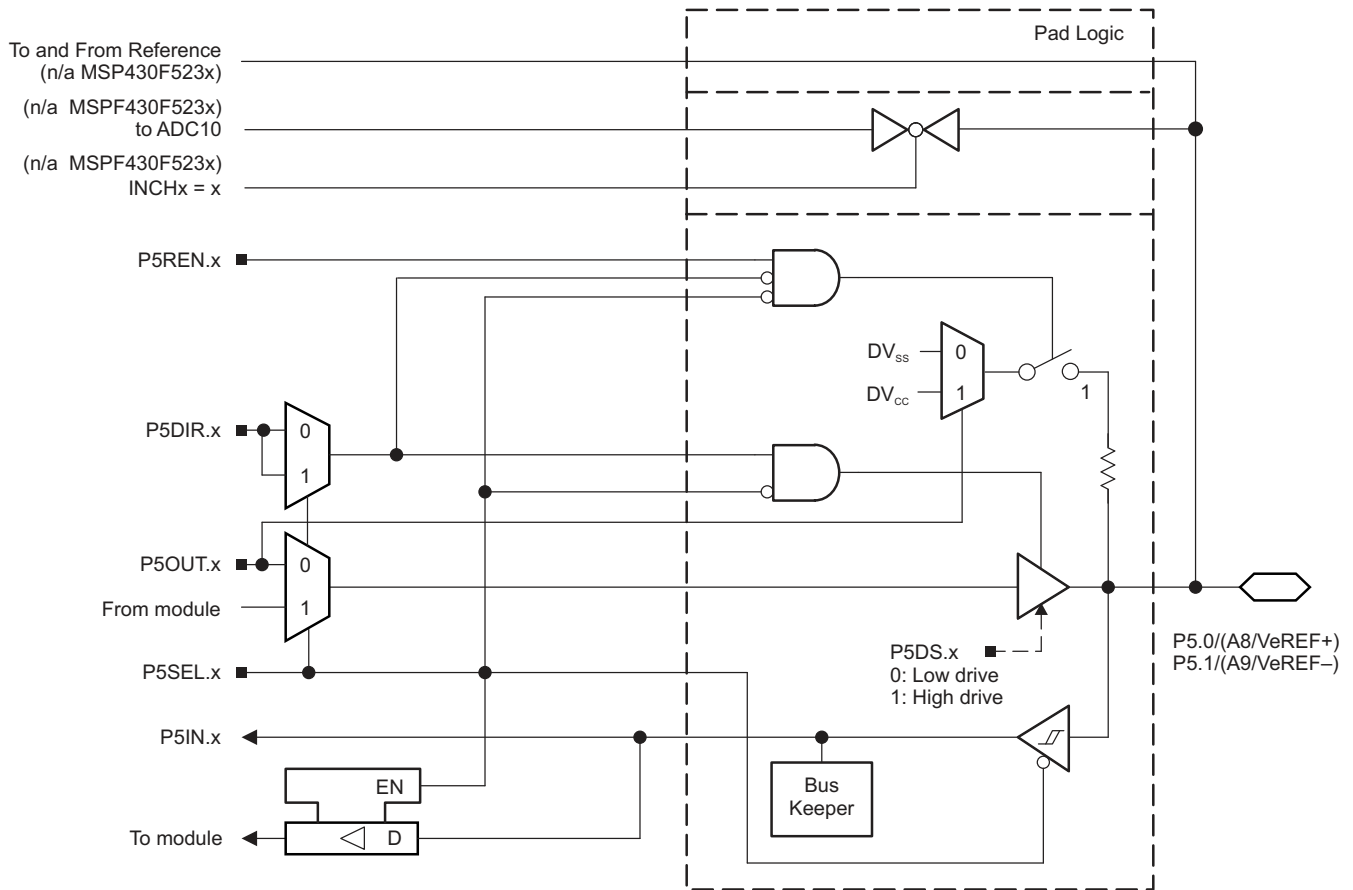 Pad Logic
To and From Reference
(n/a MSP430F523x)
(n/a MSPF430F523x)
to ADC10
(n/a MSPF430F523x)
INCHx = x
P5REN.x
DVSS
0
DVCC
1
1
P5DIR.x
0
1
P5OUT.x
0
From module
1
P5SEL.x
P5DS.x
0: Low drive
1: High drive
P5.0/(A8/VeREF+)
P5.1/(A9/VeREF–)
P5IN.x
Bus
Keeper
EN
To module
D